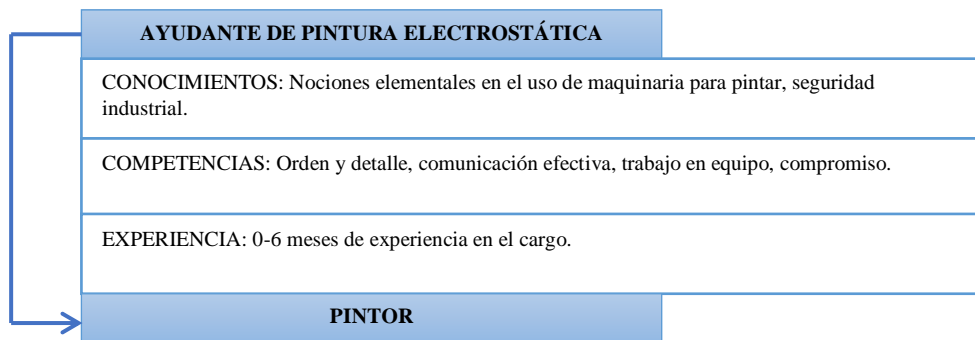 AYUDANTE DE PINTURA ELECTROSTÁTICA
CONOCIMIENTOS: Nociones elementales en el uso de maquinaria para pintar, seguridad
industrial.
COMPETENCIAS: Orden y detalle, comunicación efectiva, trabajo en equipo, compromiso.
EXPERIENCIA: 0-6 meses de experiencia en el cargo.
PINTOR